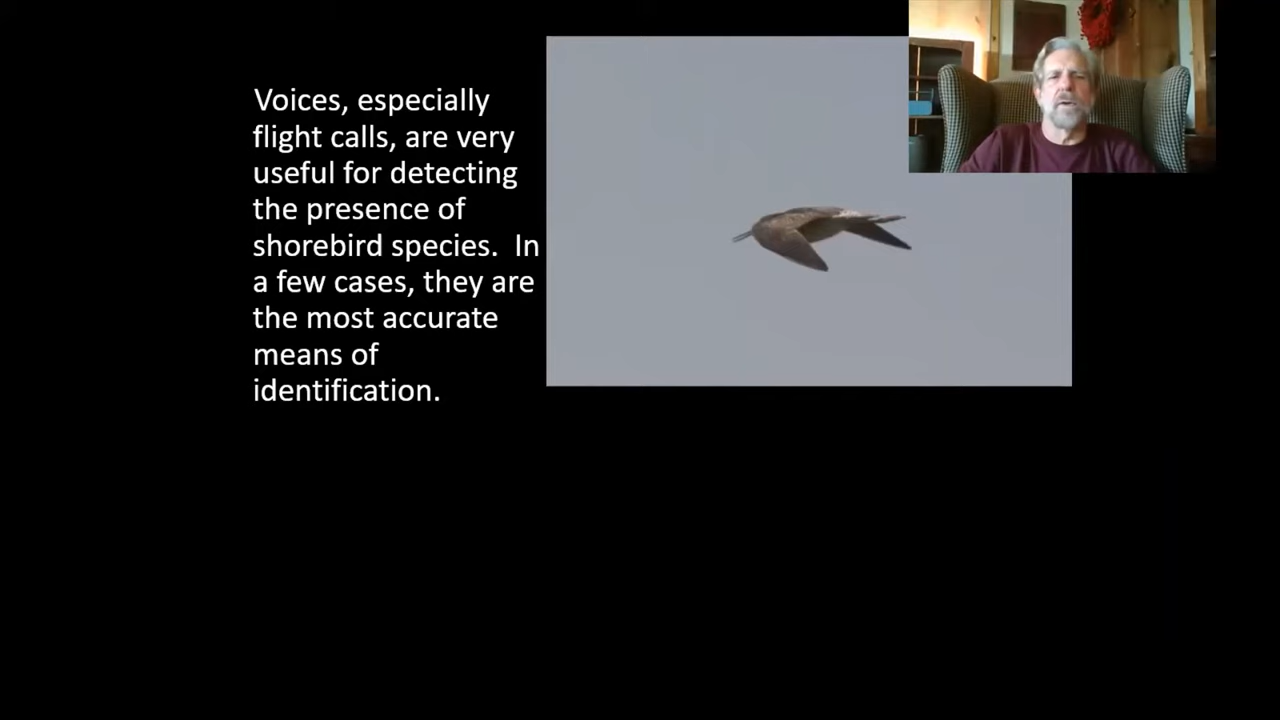 Voices, especially
flight calls, are very
useful for detecting
the presence of
shorebird species.  In
a few cases, they are
the most accurate
means of
identification.